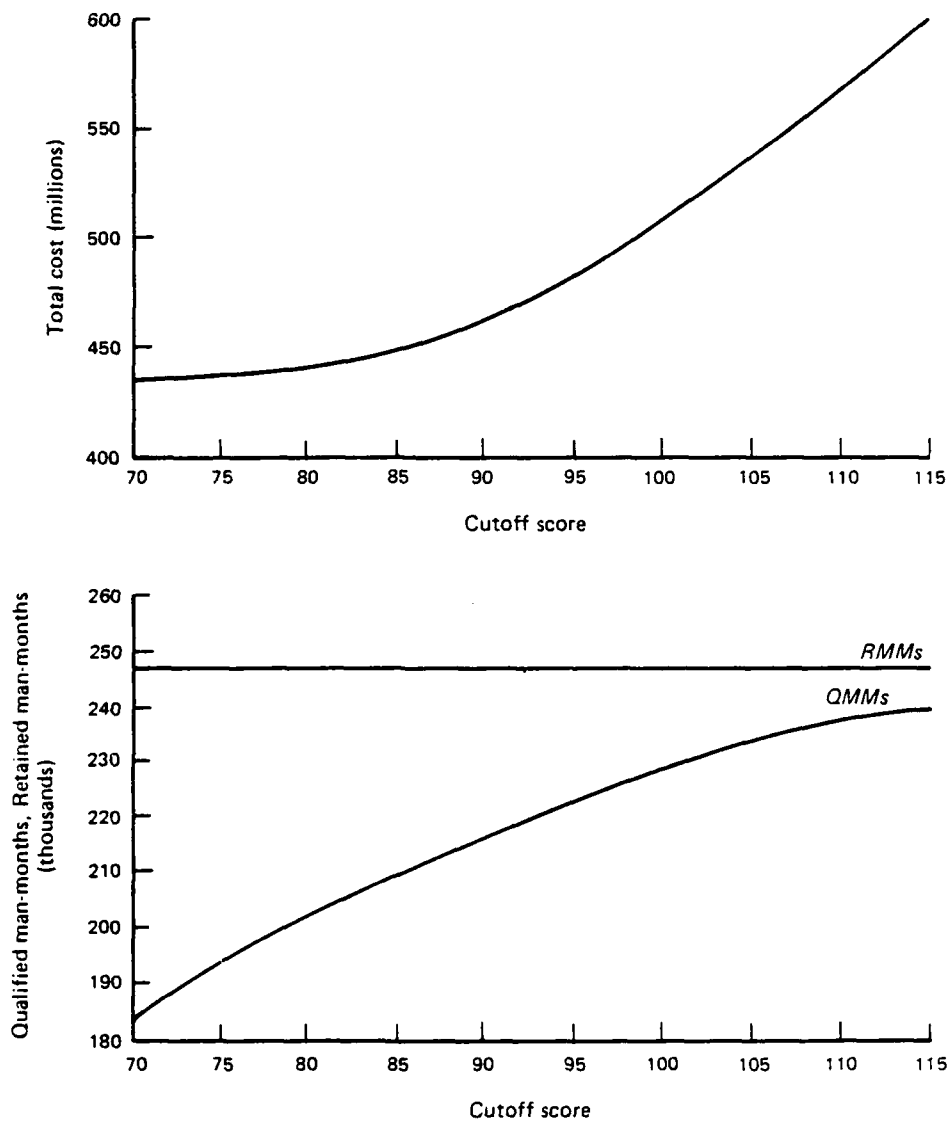 600
550
500
450
400
Total cost (millions)
70 75 80 85 90 95 100 105 110 115
Cutoff score
260
250
240
230
220
210
200
190
180
Qualified man-months, Retained man-months
(thousands)
RMMs
QMMs
70 75 80 85 90 95 100 105 110 115
Cutoff score